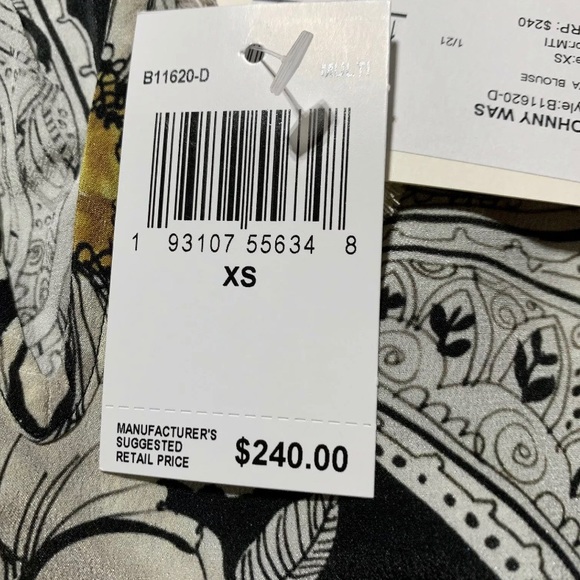 B11620-D
1 93107 55634 8
XS
MANUFACTURER'S
SUGGESTED
RETAIL PRICE
$240.00
OHNNY WAS
yle:B11620-D
A BLOUSE
e:XS
or:MTI
RP: $240
1/21